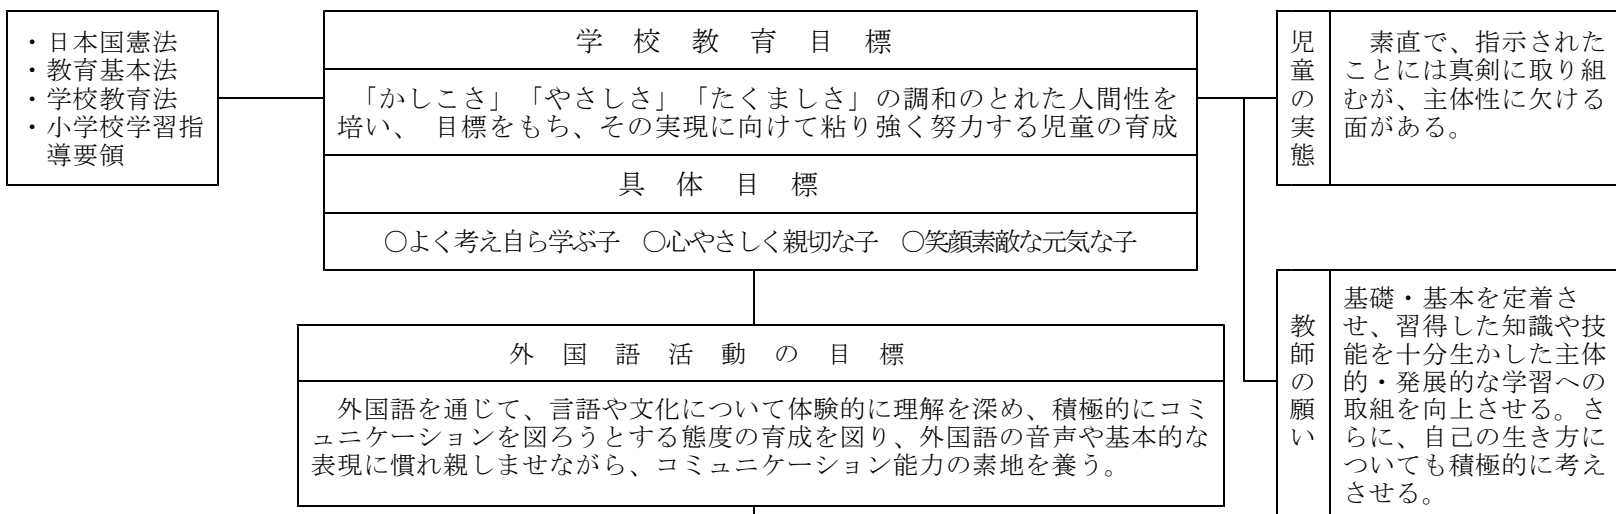 ・日本国憲法
・教育基本法
・学校教育法
・小学校学習指
導要領
学校教育目標
「かしこさ」「やさしさ」「たくましさ」の調和のとれた人間性を
培い、 目標をもち、その実現に向けて粘り強く努力する児童の育成
具体目標
○よく考え自ら学ぶ子 ○心やさしく親切な子 ○笑顔素敵な元気な子
児童の実態
素直で、指示された
ことには真剣に取り組
むが、主体性に欠ける
面がある。
外国語活動の目標
外国語を通じて、言語や文化について体験的に理解を深め、積極的にコミ
ュニケーションを図ろうとする態度の育成を図り、外国語の音声や基本的な
表現に慣れ親しませながら、コミュニケーション能力の素地を養う。
教師の願い
基礎・基本を定着さ
せ、習得した知識や技
能を十分生かした主体
的・発展的な学習への
取組を向上させる。さ
らに、自己の生き方に
ついても積極的に考え
させる。